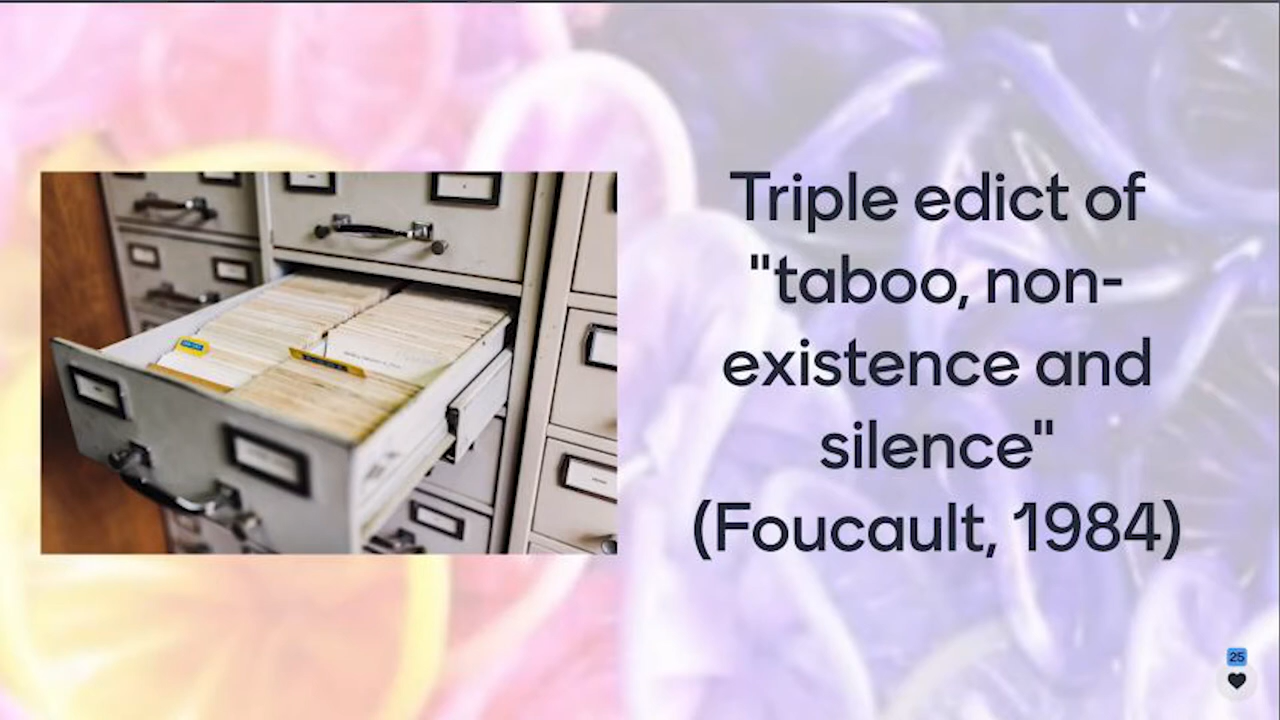 Triple edict of
"taboo, non-
existence and
silence"
(Foucault, 1984)
25